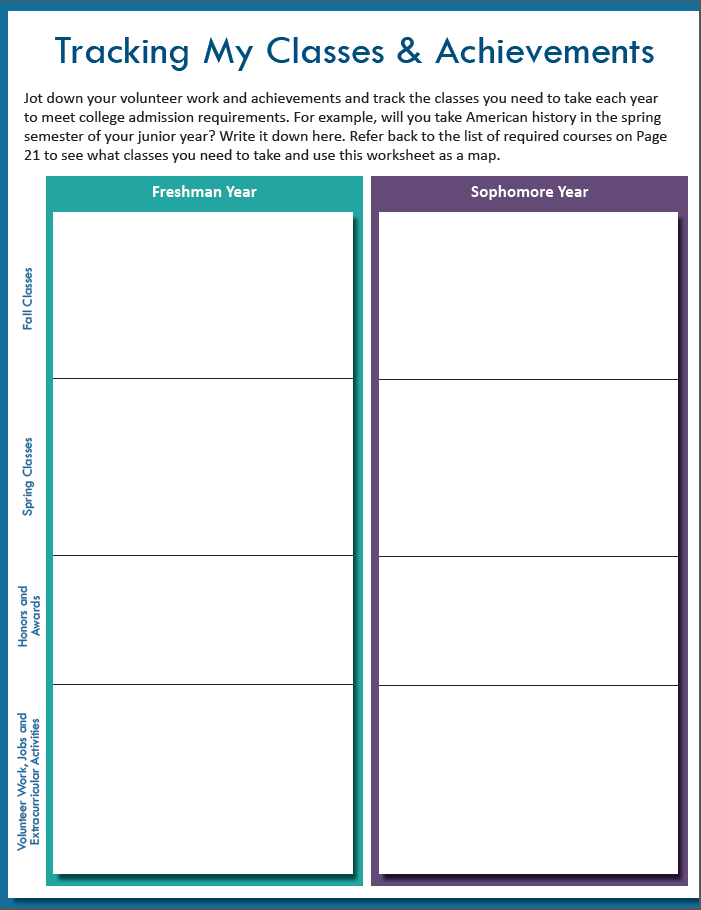 Tracking My Classes & Achievements
Jot down your volunteer work and achievements and track the classes you need to take each year
to meet college admission requirements. For example, will you take American history in the spring
semester of your junior year? Write it down here. Refer back to the list of required courses on Page
21 to see what classes you need to take and use this worksheet as a map.
Freshman Year
Sophomore Year
Fall Classes
Spring Classes
Honors and
Awards
Volunteer Work, Jobs and
Extracurricular Activities